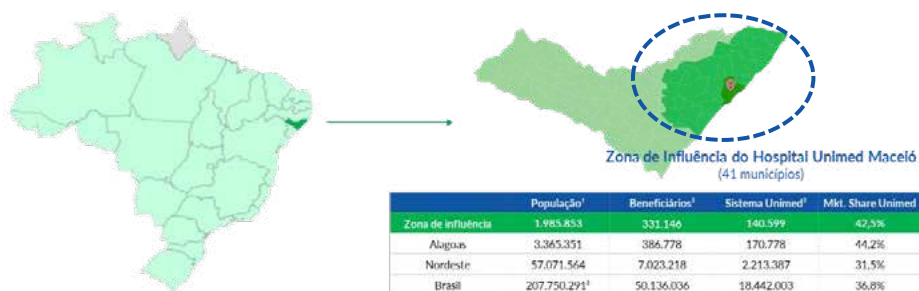 Zona de Influência do Hospital Unimed Maceió
(41 municípios)
População¹ Beneficiários² Sistema Unimed² Mkt. Share Unimed
Zona de influência 1.985.853 331.146 140.599 42,5%
Alagoas 3.365.351 386.778 170.778 44,2%
Nordeste 57.071.564 7.023.218 2.213.387 31,5%
Brasil 207.750.291³ 50.136.036 18.442.003 36,8%